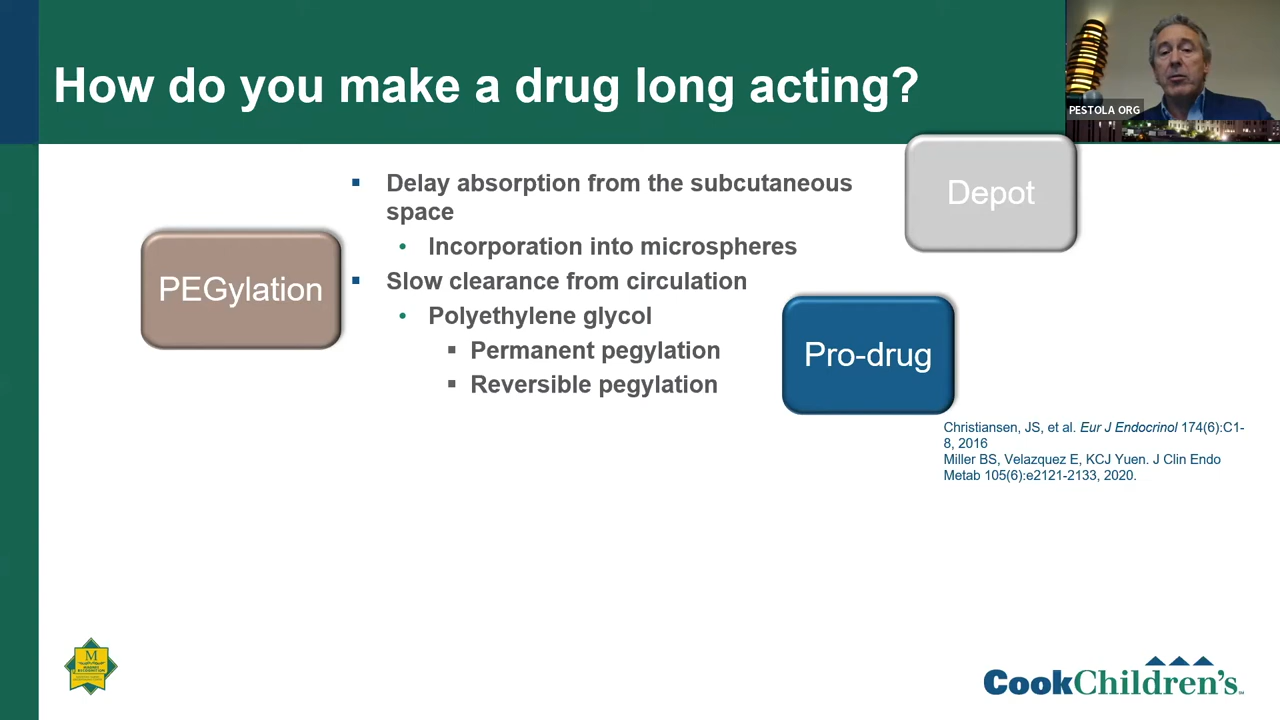 How do you make a drug long acting?
PESTOLA ORG
Depot
Delay absorption from the subcutaneous
space
Incorporation into microspheres
PEGylation
Slow clearance from circulation
Polyethylene glycol
Permanent pegylation
Reversible pegylation
Pro-drug
Christiansen, JS, et al. Eur J Endocrinol 174(6):C1-
8, 2016
Miller BS, Velazquez E, KCJ Yuen. J Clin Endo
Metab 105(6):e2121-2133, 2020.
M
CookChildren's